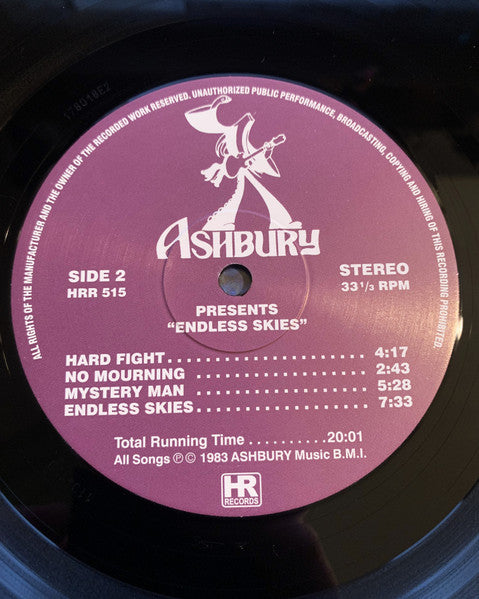 ALL RIGHTS OF THE MANUFACTURER AND THE OWNER OF THE RECORDED WORK RESERVED. UNAUTHORIZED PUBLIC PERFORMANCE, BROADCASTING, COPYING AND HIRING OF THIS RECORDING PROHIBITED.
178018E2
ASHBURY
SIDE 2
HRR 515
STEREO
33 1/3 RPM
PRESENTS
"ENDLESS SKIES"
HARD FIGHT..................... 4:17
NO MOURNING ................. 2:43
MYSTERY MAN ................. 5:28
ENDLESS SKIES................. 7:33
Total Running Time ..........20:01
All Songs ℗© 1983 ASHBURY Music B.M.I.
HR
RECORDS